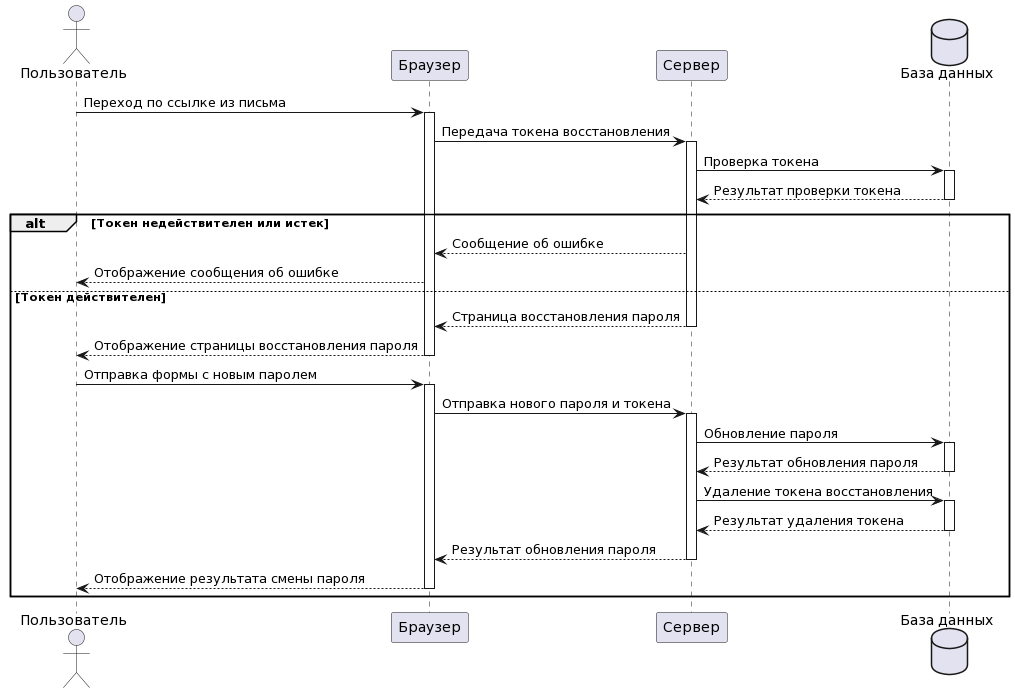 Пользователь
Браузер
Сервер
База данных
Переход по ссылке из письма
Передача токена восстановления
Проверка токена
Результат проверки токена
alt
[Токен недействителен или истек]
Сообщение об ошибке
Отображение сообщения об ошибке
[Токен действителен]
Страница восстановления пароля
Отображение страницы восстановления пароля
Отправка формы с новым паролем
Отправка нового пароля и токена
Обновление пароля
Результат обновления пароля
Удаление токена восстановления
Результат удаления токена
Результат обновления пароля
Отображение результата смены пароля
Пользователь
Браузер
Сервер
База данных